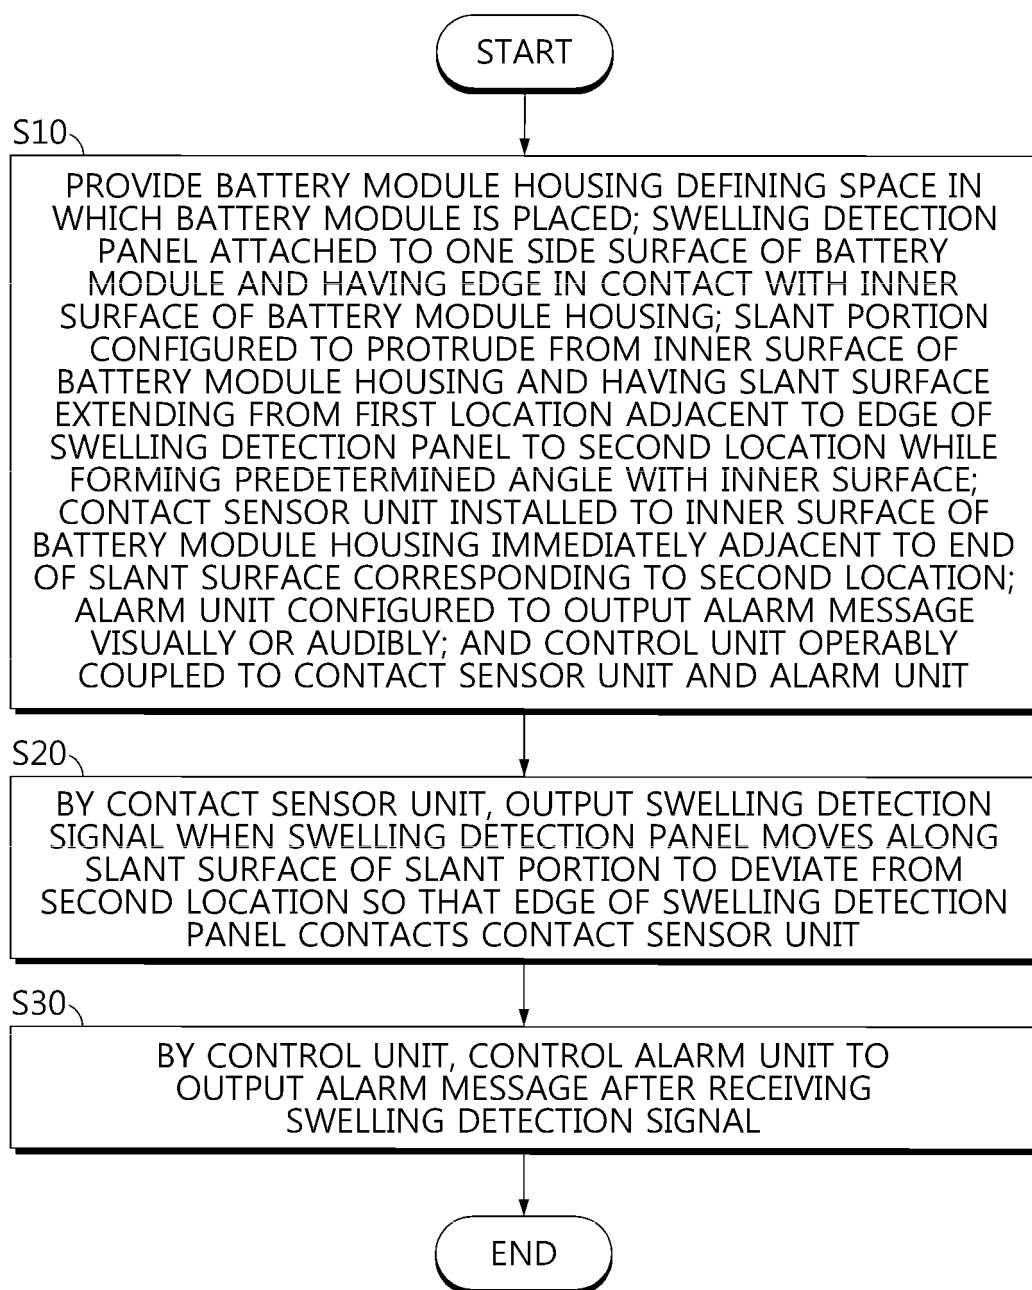 START
S10
PROVIDE BATTERY MODULE HOUSING DEFINING SPACE IN
WHICH BATTERY MODULE IS PLACED; SWELLING DETECTION
PANEL ATTACHED TO ONE SIDE SURFACE OF BATTERY
MODULE AND HAVING EDGE IN CONTACT WITH INNER
SURFACE OF BATTERY MODULE HOUSING; SLANT PORTION
CONFIGURED TO PROTRUDE FROM INNER SURFACE OF
BATTERY MODULE HOUSING AND HAVING SLANT SURFACE
EXTENDING FROM FIRST LOCATION ADJACENT TO EDGE OF
SWELLING DETECTION PANEL TO SECOND LOCATION WHILE
FORMING PREDETERMINED ANGLE WITH INNER SURFACE;
CONTACT SENSOR UNIT INSTALLED TO INNER SURFACE OF
BATTERY MODULE HOUSING IMMEDIATELY ADJACENT TO END
OF SLANT SURFACE CORRESPONDING TO SECOND LOCATION;
ALARM UNIT CONFIGURED TO OUTPUT ALARM MESSAGE
VISUALLY OR AUDIBLY; AND CONTROL UNIT OPERABLY
COUPLED TO CONTACT SENSOR UNIT AND ALARM UNIT
S20
BY CONTACT SENSOR UNIT, OUTPUT SWELLING DETECTION
SIGNAL WHEN SWELLING DETECTION PANEL MOVES ALONG
SLANT SURFACE OF SLANT PORTION TO DEVIATE FROM
SECOND LOCATION SO THAT EDGE OF SWELLING DETECTION
PANEL CONTACTS CONTACT SENSOR UNIT
S30
BY CONTROL UNIT, CONTROL ALARM UNIT TO
OUTPUT ALARM MESSAGE AFTER RECEIVING
SWELLING DETECTION SIGNAL
END